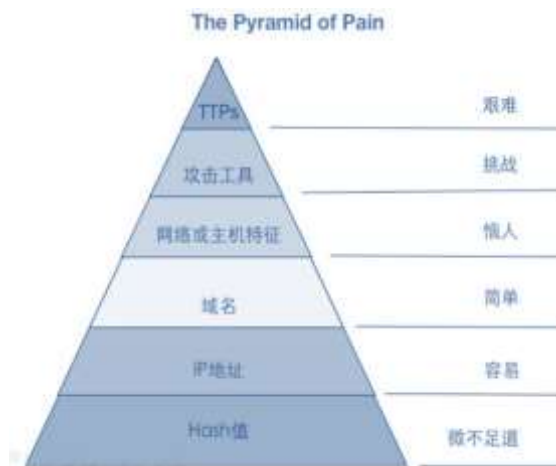 The Pyramid of Pain
TTPs 艰难
攻击工具 挑战
网络或主机特征 恼人
域名 简单
IP地址 容易
Hash值 微不足道